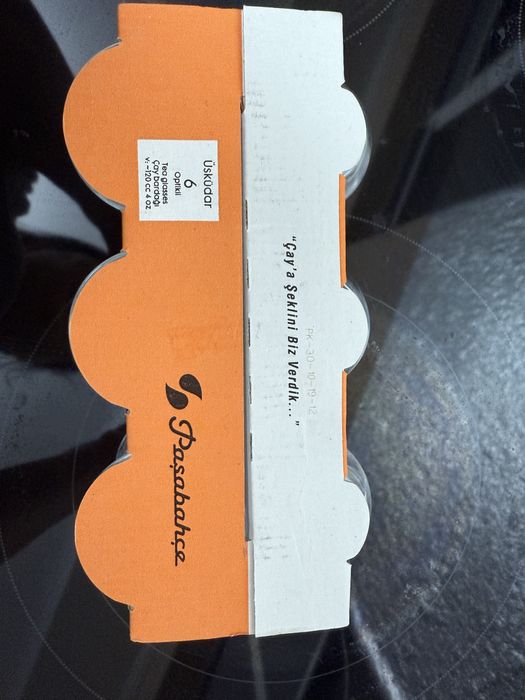 Üsküdar
6
Optikli
Tea glasses
Çay bardağı
v: ~120 cc 4 oz.
Paşabahçe
"Çay'a Şeklini Biz Verdik..."
PK-30-10-19-12